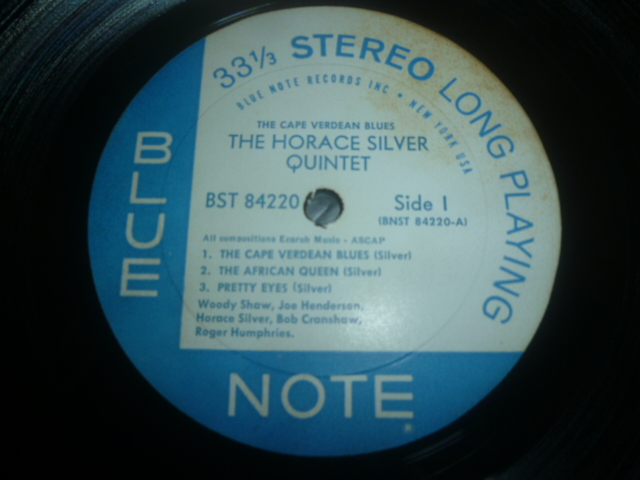 33⅓ STEREO LONG PLAYING
BLUE NOTE RECORDS INC • NEW YORK USA
THE CAPE VERDEAN BLUES
THE HORACE SILVER
QUINTET
BST 84220 Side 1
(BNST 84220-A)
All compositions Ecaroh Music - ASCAP
1. THE CAPE VERDEAN BLUES (Silver)
2. THE AFRICAN QUEEN (Silver)
3. PRETTY EYES (Silver)
Woody Shaw, Joe Henderson,
Horace Silver, Bob Cranshaw,
Roger Humphries.
BLUE
NOTE
®